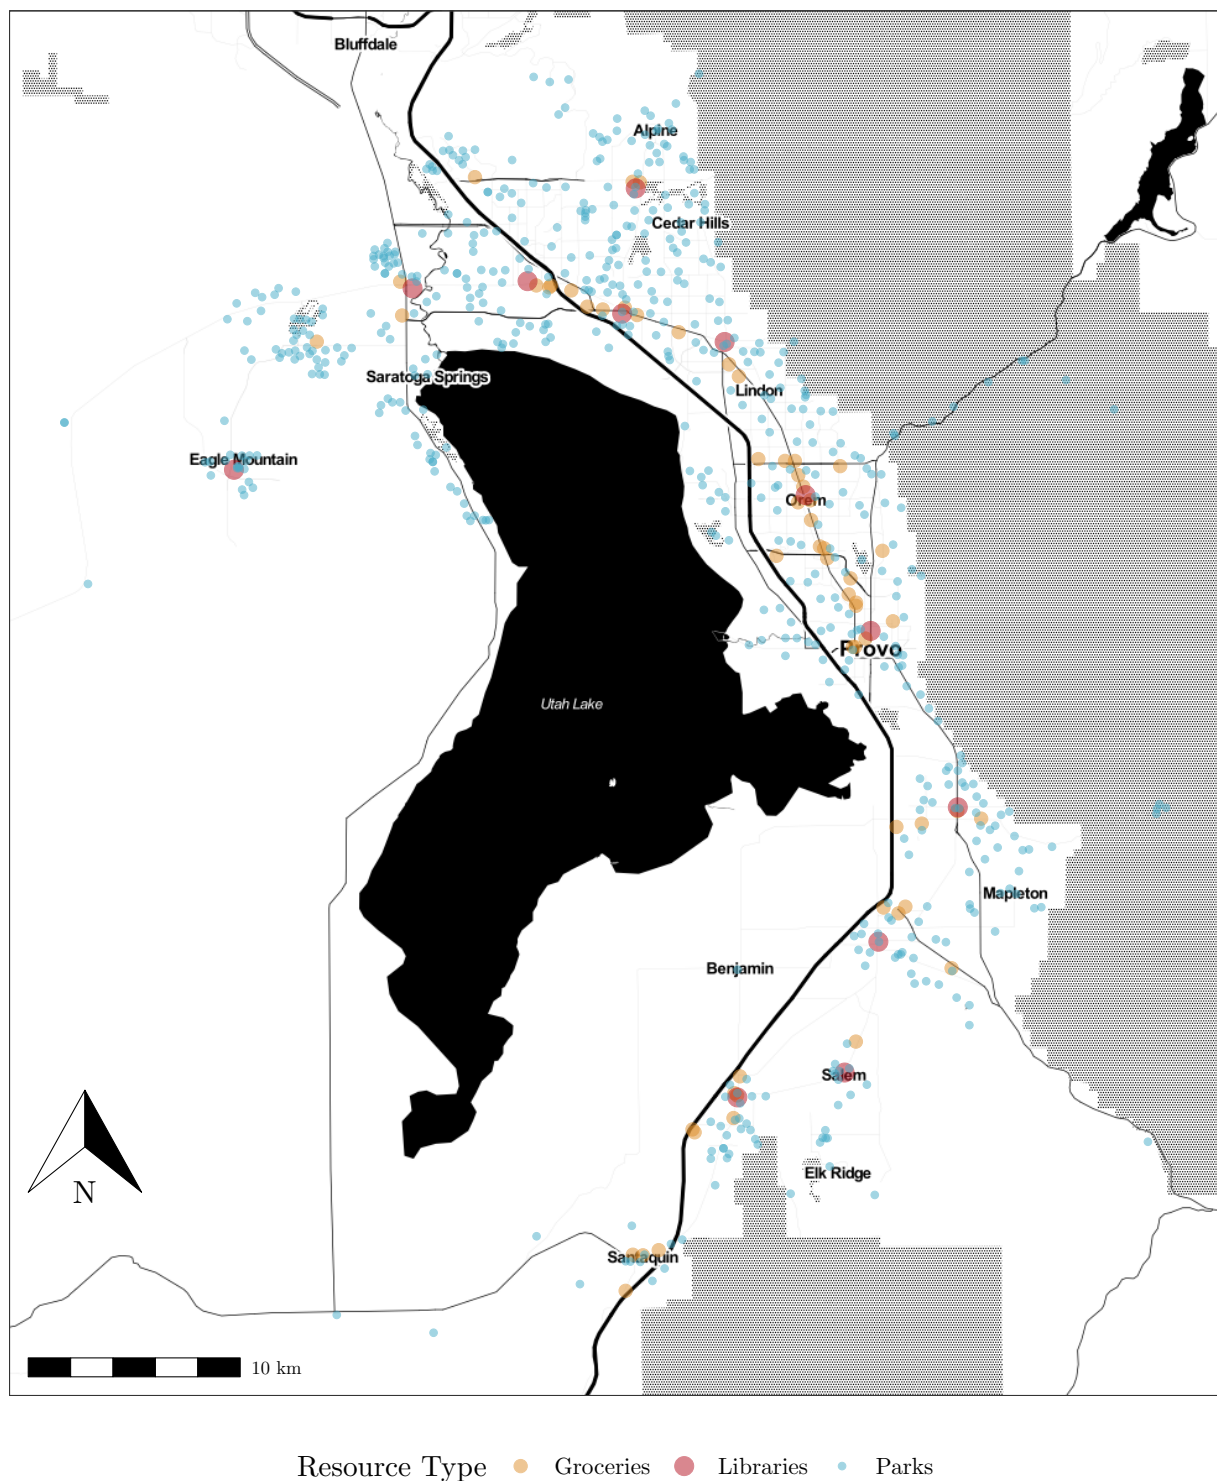 Bluffdale
Alpine
Cedar Hills
Saratoga Springs
Lindon
Eagle Mountain
Orem
Provo
Utah Lake
Mapleton
Benjamin
Salem
Elk Ridge
N
Santaquin
10 km
Resource Type Groceries Libraries Parks